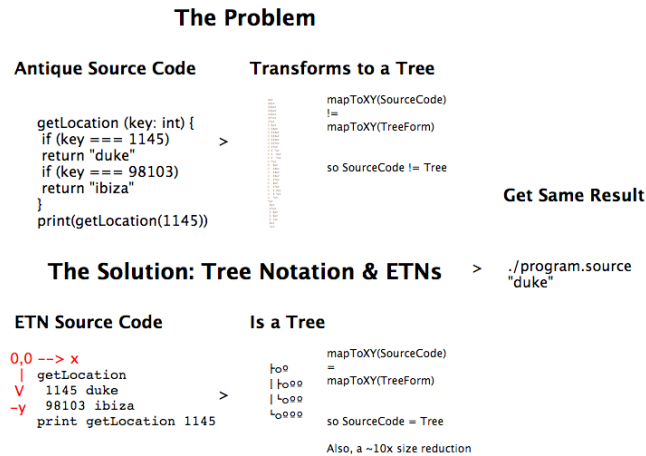 The Problem
Antique Source Code
Transforms to a Tree
getLocation (key: int) {
if (key === 1145)
return "duke"
if (key === 98103)
return "ibiza"
}
print(getLocation(1145))
>
mapToXY(SourceCode)
!=
mapToXY(TreeForm)
so SourceCode != Tree
Get Same Result
The Solution: Tree Notation & ETNs
>
./program.source
"duke"
ETN Source Code
Is a Tree
0,0 --> x
| getLocation
V 1145 duke
-y 98103 ibiza
print getLocation 1145
>
mapToXY(SourceCode)
=
mapToXY(TreeForm)
so SourceCode = Tree
Also, a ~10x size reduction